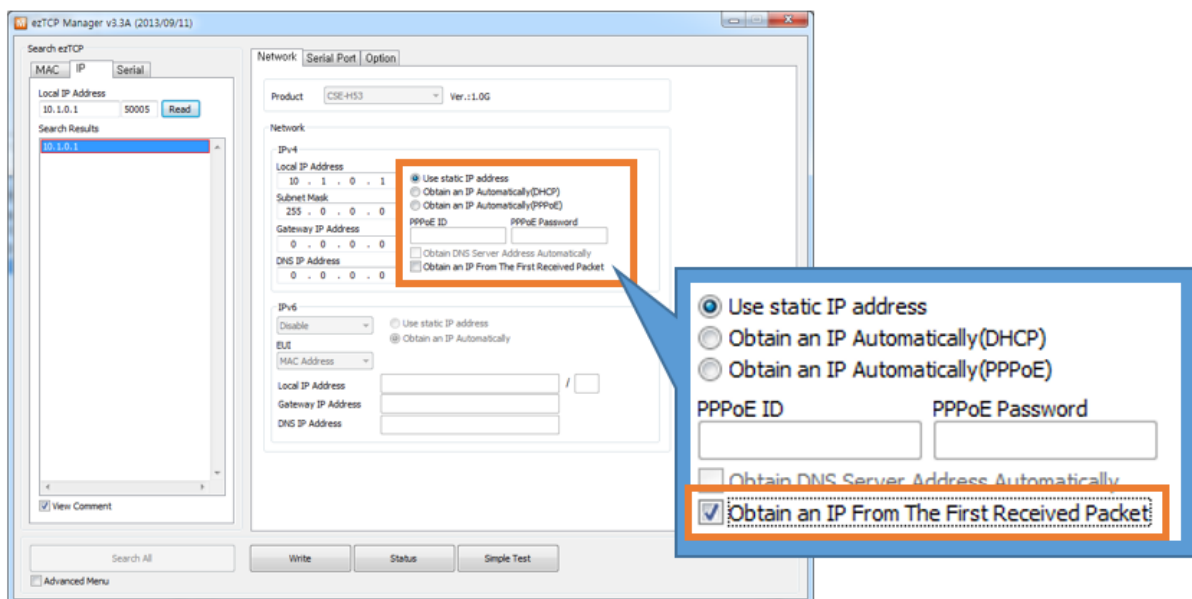 ezTCP Manager v3.3A (2013/09/11)
Search ezTCP
MAC IP Serial
Local IP Address
10.1.0.1 50005 Read
Search Results
10.1.0.1
View Comment
Search All
Advanced Menu
Network Serial Port Option
Product CSE-H53 Ver.:1.0G
Network
IPv4
Local IP Address
10 . 1 . 0 . 1
Subnet Mask
255 . 0 . 0 . 0
Gateway IP Address
0 . 0 . 0 . 0
DNS IP Address
0 . 0 . 0 . 0
Use static IP address
Obtain an IP Automatically(DHCP)
Obtain an IP Automatically(PPPoE)
PPPoE ID PPPoE Password
Obtain DNS Server Address Automatically
Obtain an IP From The First Received Packet
IPv6
Disable
Use static IP address
Obtain an IP Automatically
EUI
MAC Address
Local IP Address /
Gateway IP Address
DNS IP Address
Write Status Simple Test
Use static IP address
Obtain an IP Automatically(DHCP)
Obtain an IP Automatically(PPPoE)
PPPoE ID PPPoE Password
Obtain DNS Server Address Automatically
Obtain an IP From The First Received Packet